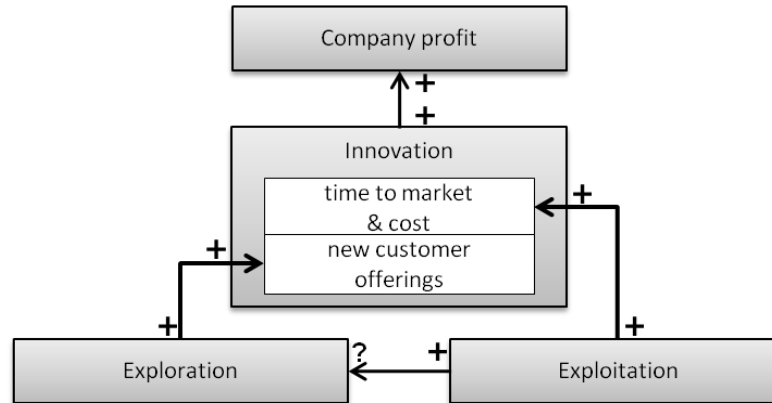 Company profit
+
+
Innovation
time to market
& cost
+
new customer
offerings
+
+
+
?
+
Exploration
Exploitation